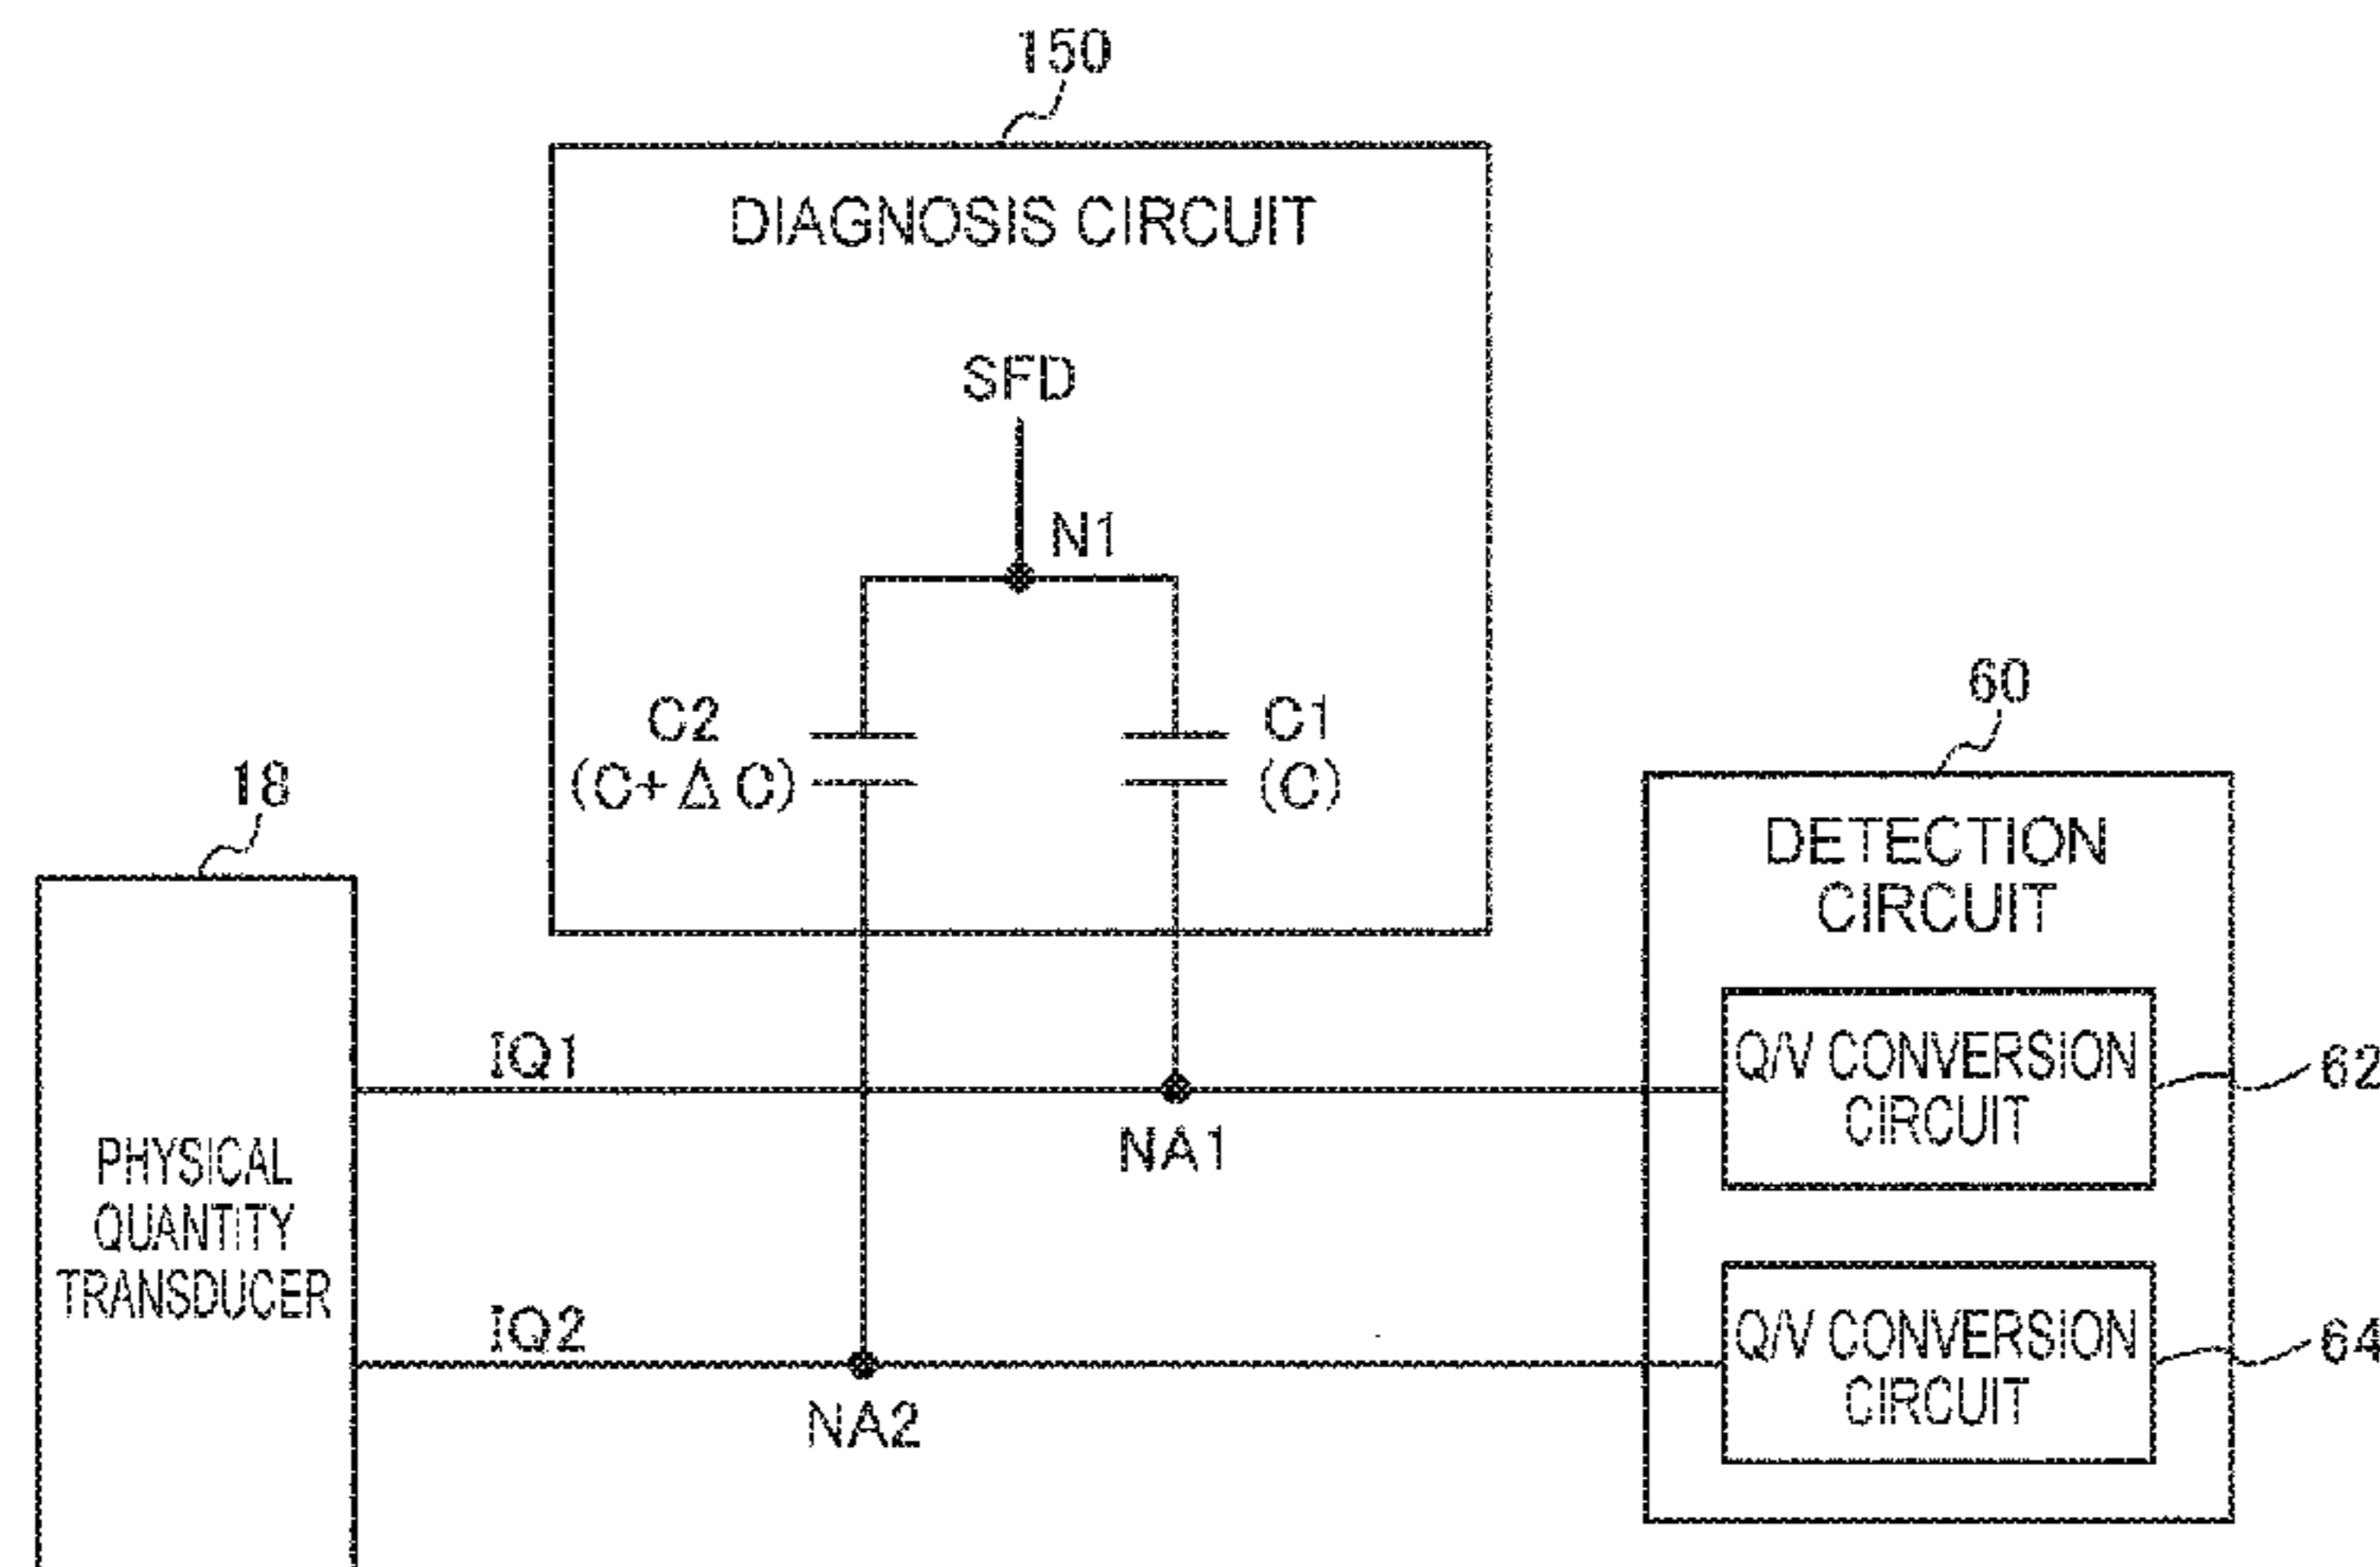 150
DIAGNOSIS CIRCUIT
SFD
N1
C2
(C+ΔC)
C1
(C)
60
18
DETECTION
CIRCUIT
IQ1
Q/V CONVERSION
CIRCUIT
62
NA1
PHYSICAL
QUANTITY
TRANSDUCER
IQ2
Q/V CONVERSION
CIRCUIT
64
NA2